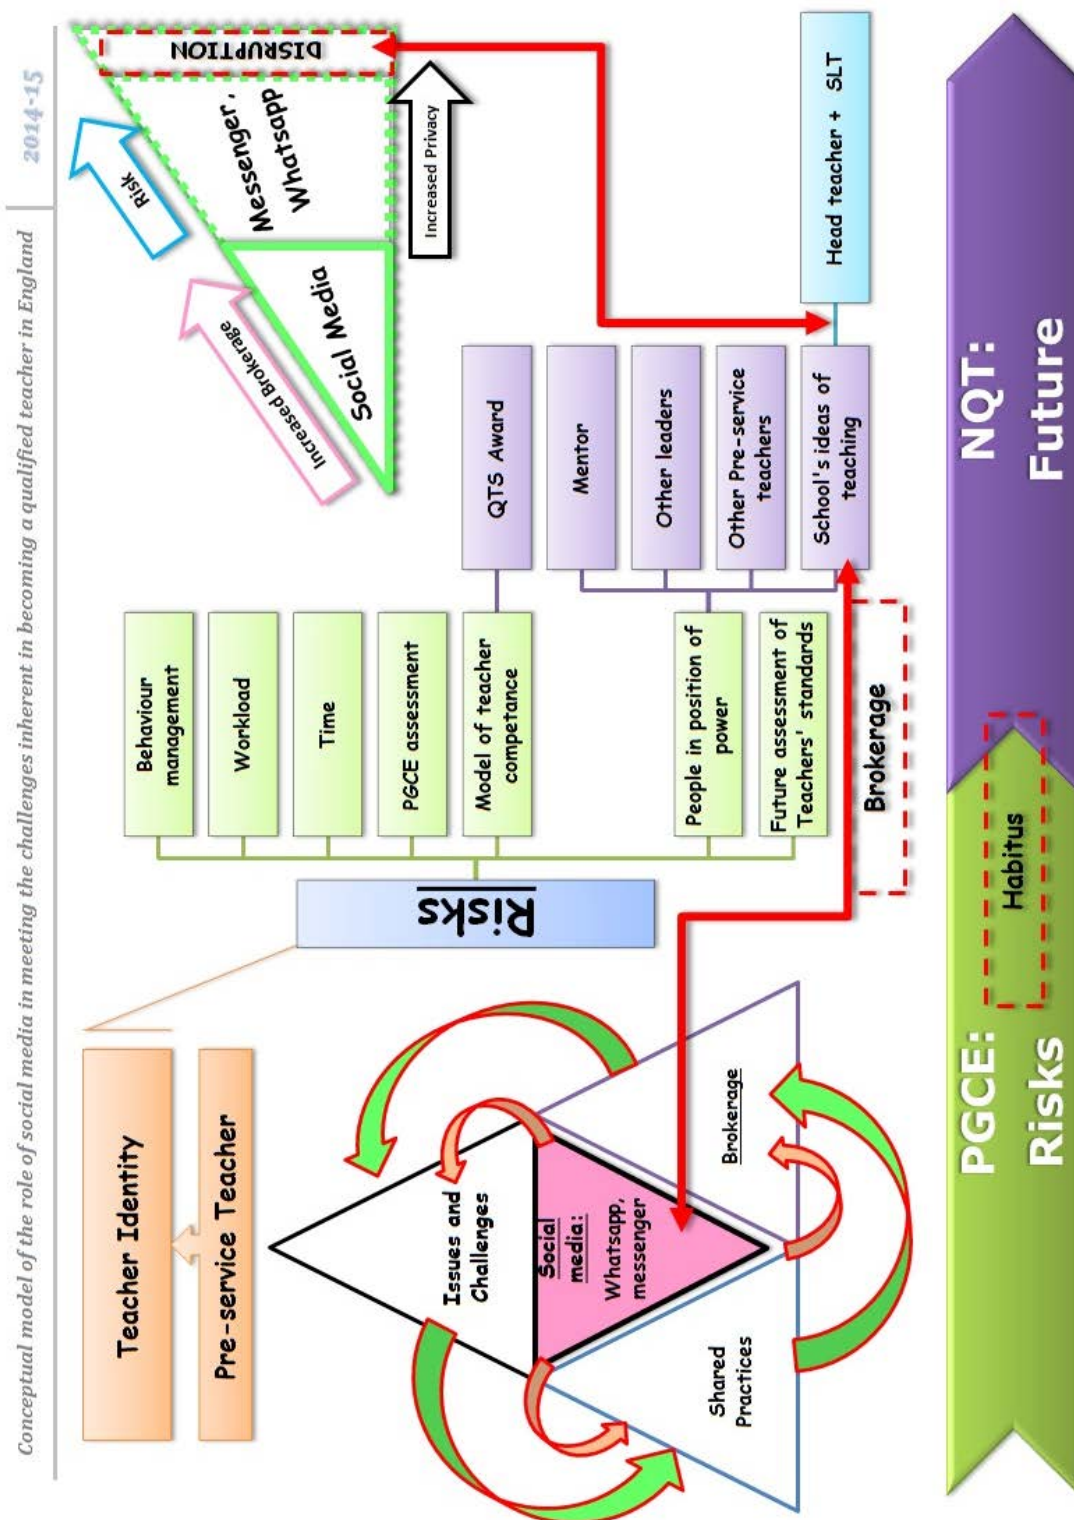 Conceptual model of the role of social media in meeting the challenges inherent in becoming a qualified teacher in England
2014-15
Teacher Identity
Pre-service Teacher
Risks
Behaviour
management
Workload
Time
PGCE assessment
Model of teacher
competance
People in position of
power
Future assessment of
Teachers' standards
QTS Award
Mentor
Other leaders
Other Pre-service
teachers
School's ideas of
teaching
Head teacher + SLT
Increased Brokerage
Risk
Social Media
Messenger,
Whatsapp
DISRUPTION
Increased Privacy
Issues and
Challenges
Social
media:
Whatsapp,
messenger
Shared
Practices
Brokerage
Brokerage
PGCE:
Risks
Habitus
NQT:
Future